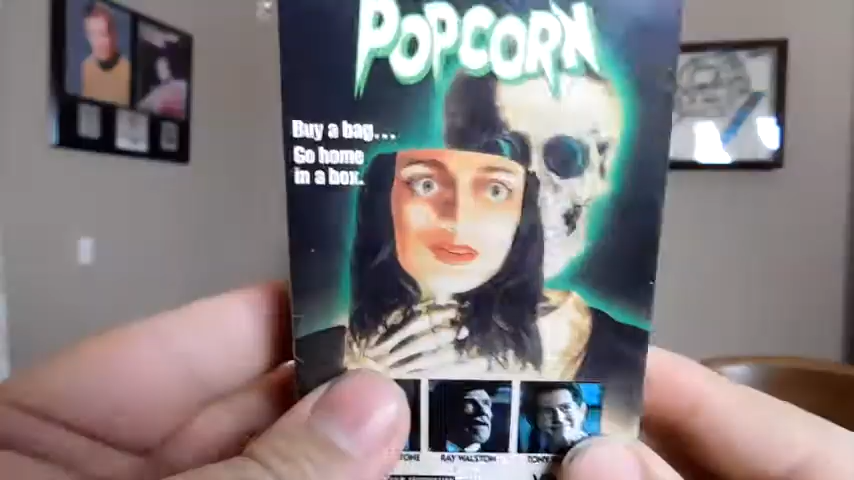 POPCORN
Buy a bag...
Go home
in a box.
RAY WALSTON